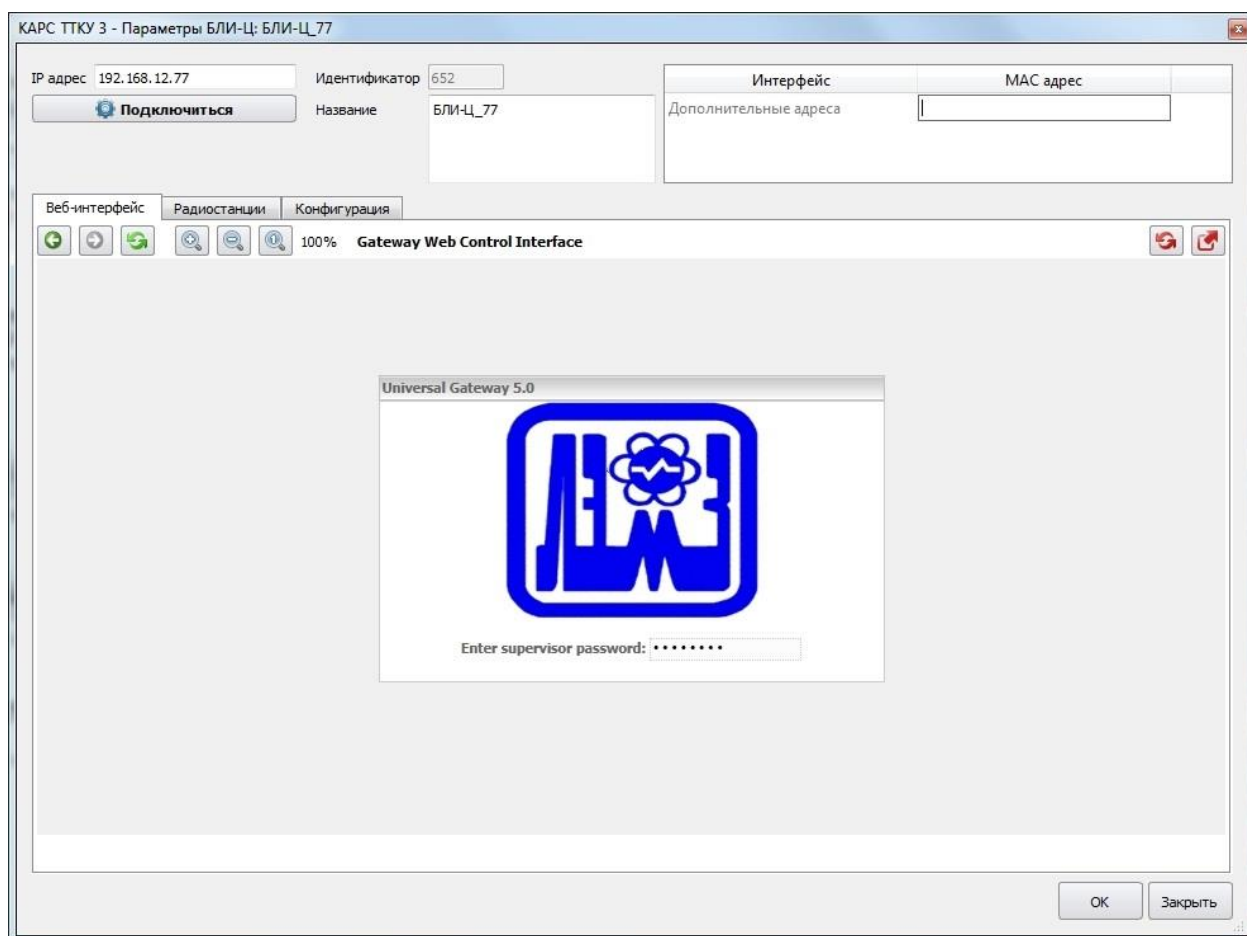 КАРС ТТКУ 3 - Параметры БЛИ-Ц: БЛИ-Ц_77
IP адрес 192.168.12.77 Идентификатор 652 Интерфейс MAC адрес
Подключиться Название БЛИ-Ц_77 Дополнительные адреса
Веб-интерфейс Радиостанции Конфигурация
100% Gateway Web Control Interface
Universal Gateway 5.0
ЛЕМЗ
Enter supervisor password: ••••••••
OK Закрыть